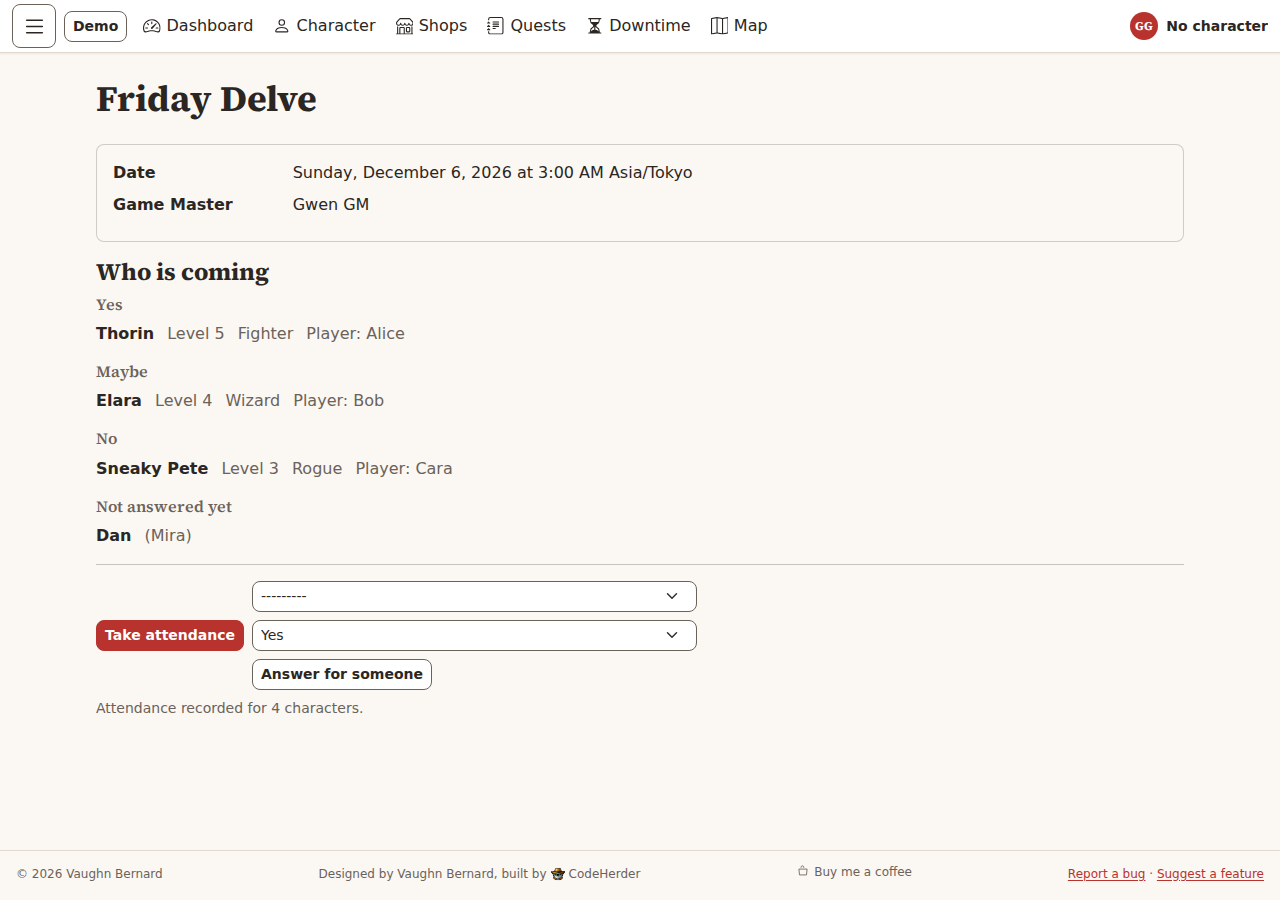 Demo Dashboard Character Shops Quests Downtime Map GG No character
Friday Delve
Date Sunday, December 6, 2026 at 3:00 AM Asia/Tokyo
Game Master Gwen GM
Who is coming
Yes
Thorin Level 5 Fighter Player: Alice
Maybe
Elara Level 4 Wizard Player: Bob
No
Sneaky Pete Level 3 Rogue Player: Cara
Not answered yet
Dan (Mira)
---------
Take attendance Yes
Answer for someone
Attendance recorded for 4 characters.
© 2026 Vaughn Bernard Designed by Vaughn Bernard, built by CodeHerder Buy me a coffee Report a bug · Suggest a feature